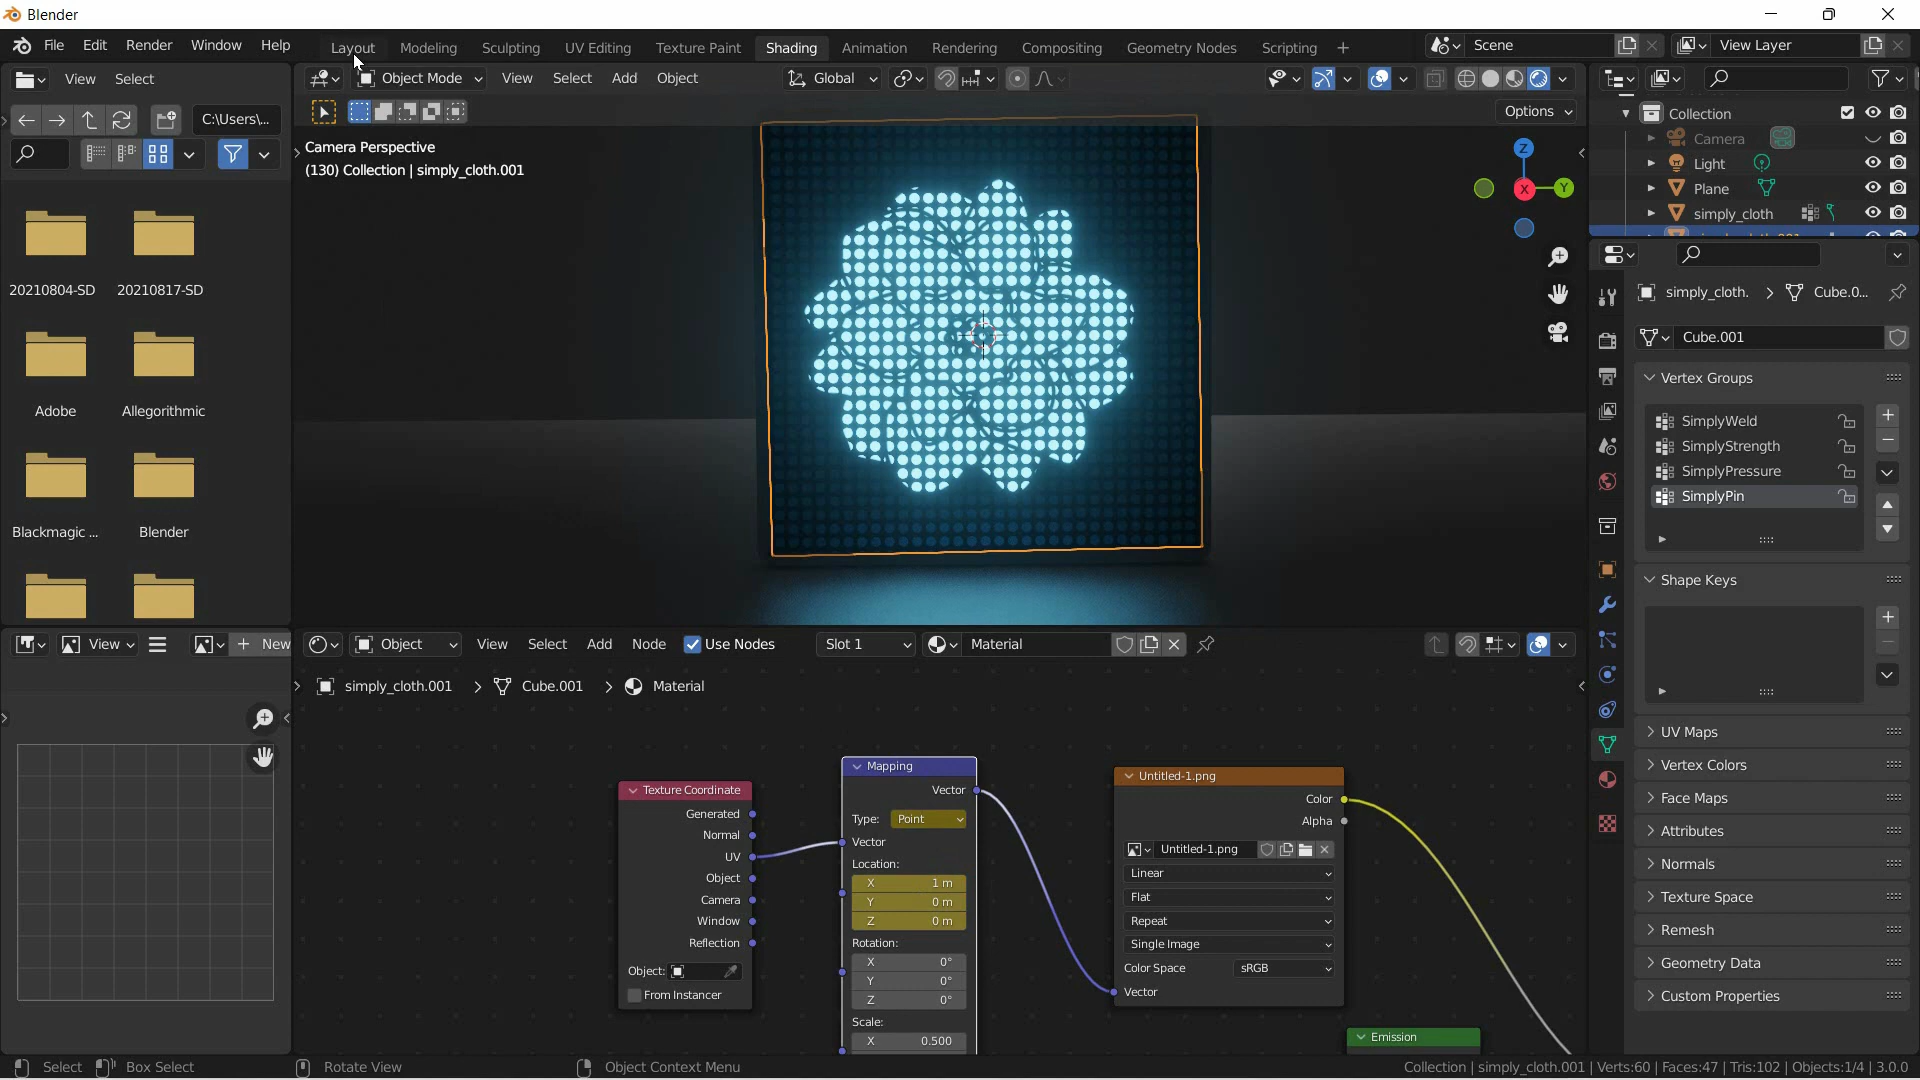 Blender
File Edit Render Window Help
Layout Modeling Sculpting UV Editing Texture Paint Shading Animation Rendering Compositing Geometry Nodes Scripting +
Scene
View Layer
View Select
Object Mode View Select Add Object
Global
Options
C:\Users\...
Camera Perspective
(130) Collection | simply_cloth.001
Z
X
Y
20210804-SD 20210817-SD
Adobe Allegorithmic
Blackmagic ... Blender
Collection
Camera
Light
Plane
simply_cloth
simply_cloth. > Cube.0...
Cube.001
Vertex Groups
SimplyWeld
SimplyStrength
SimplyPressure
SimplyPin
Shape Keys
UV Maps
Vertex Colors
Face Maps
Attributes
Normals
Texture Space
Remesh
Geometry Data
Custom Properties
View
+ New
Object View Select Add Node Use Nodes Slot 1 Material
simply_cloth.001 > Cube.001 > Material
Texture Coordinate
Generated
Normal
UV
Object
Camera
Window
Reflection
Object:
From Instancer
Mapping
Vector
Type: Point
Vector
Location:
X 1 m
Y 0 m
Z 0 m
Rotation:
X 0°
Y 0°
Z 0°
Scale:
X 0.500
Untitled-1.png
Color
Alpha
Untitled-1.png
Linear
Flat
Repeat
Single Image
Color Space sRGB
Vector
Emission
Select Box Select Rotate View Object Context Menu
Collection | simply_cloth.001 | Verts:60 | Faces:47 | Tris:102 | Objects:1/4 | 3.0.0